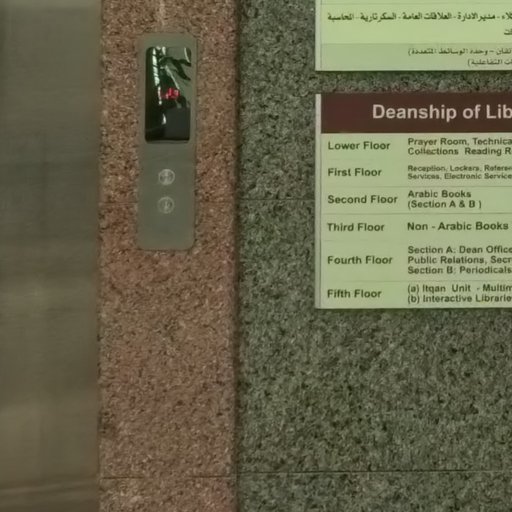 مدير الادارة - العلاقات العامة - السكرتارية - المحاسبة
Deanship of Lib
Lower Floor
Prayer Room, Technica
Collections Reading R
First Floor
Reception, Lockers, Referen
Services, Electronic Service
Second Floor
Arabic Books
(Section A & B )
Third Floor
Non - Arabic Books
Fourth Floor
Section A: Dean Office
Public Relations, Secr
Section B: Periodicals
Fifth Floor
(a) Itqan Unit - Multim
(b) Interactive Librarie